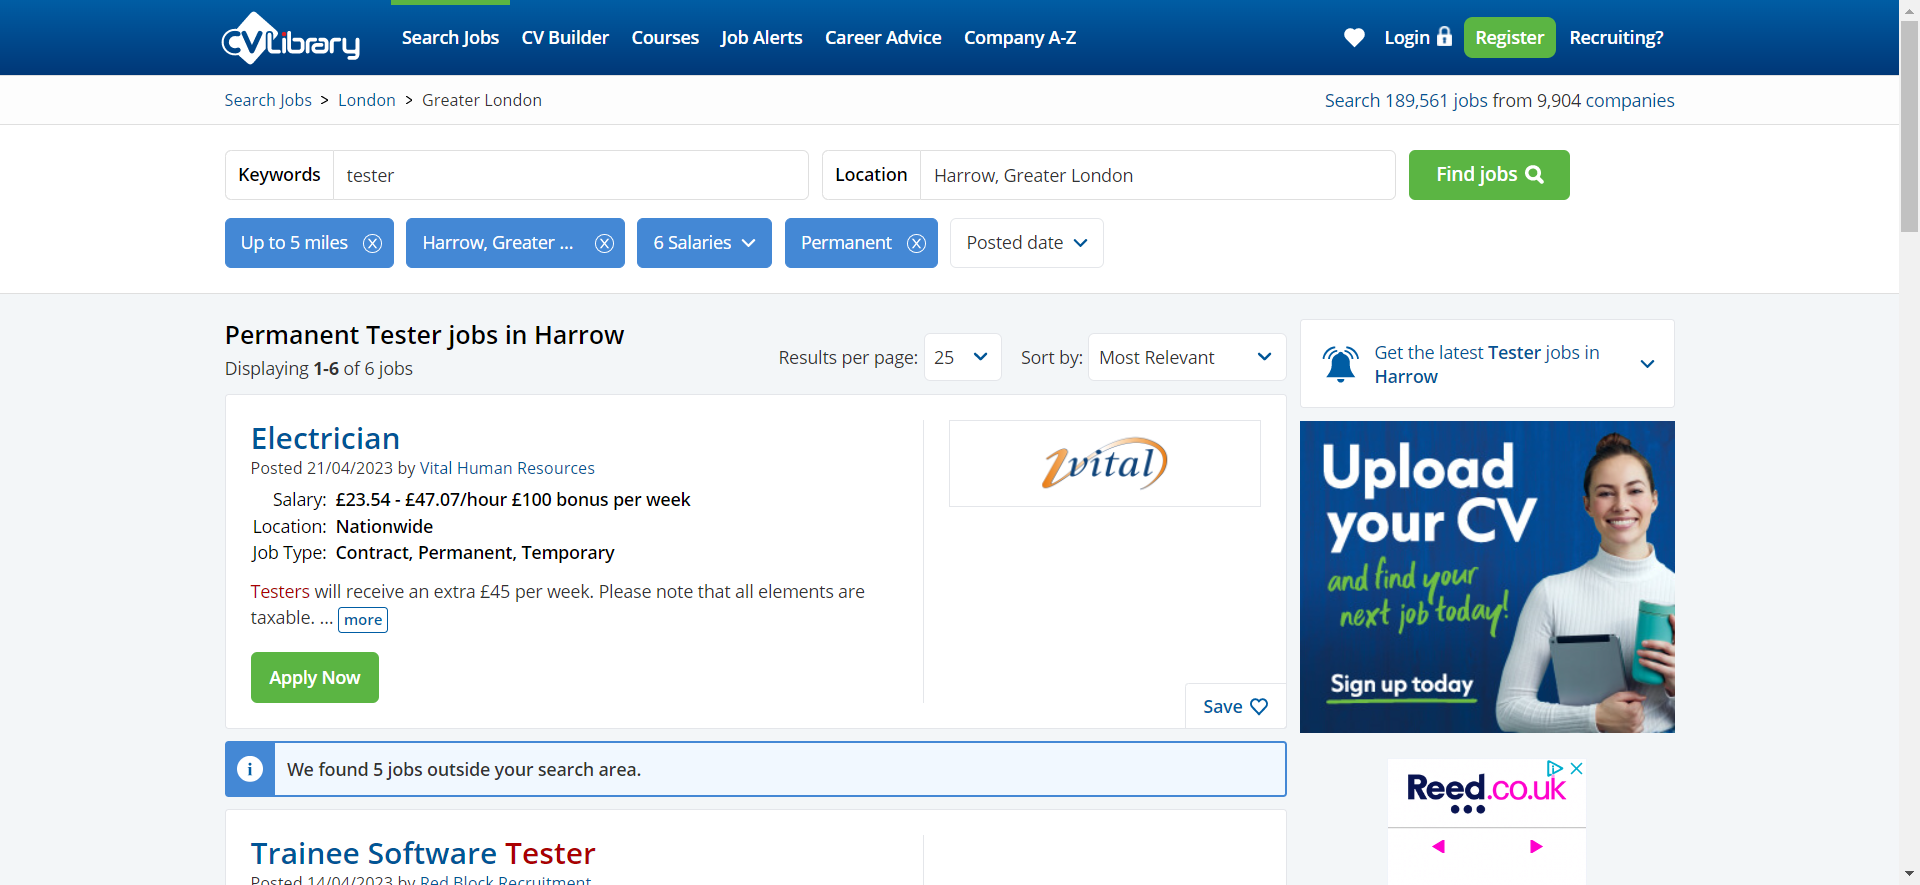 CVLibrary
Search Jobs
CV Builder
Courses
Job Alerts
Career Advice
Company A-Z
Login
Register
Recruiting?
Search Jobs > London > Greater London
Search 189,561 jobs from 9,904 companies
Keywords
tester
Location
Harrow, Greater London
Find jobs
Up to 5 miles
Harrow, Greater ...
6 Salaries
Permanent
Posted date
Permanent Tester jobs in Harrow
Displaying 1-6 of 6 jobs
Results per page: 25
Sort by: Most Relevant
Get the latest Tester jobs in
Harrow
Electrician
Posted 21/04/2023 by Vital Human Resources
Salary: £23.54 - £47.07/hour £100 bonus per week
Location: Nationwide
Job Type: Contract, Permanent, Temporary
Testers will receive an extra £45 per week. Please note that all elements are
taxable. ... more
Apply Now
vital
Save
Upload
your CV
and find your
next job today!
Sign up today
We found 5 jobs outside your search area.
Reed.co.uk
Trainee Software Tester
Posted 14/04/2023 by Red Block Recruitment